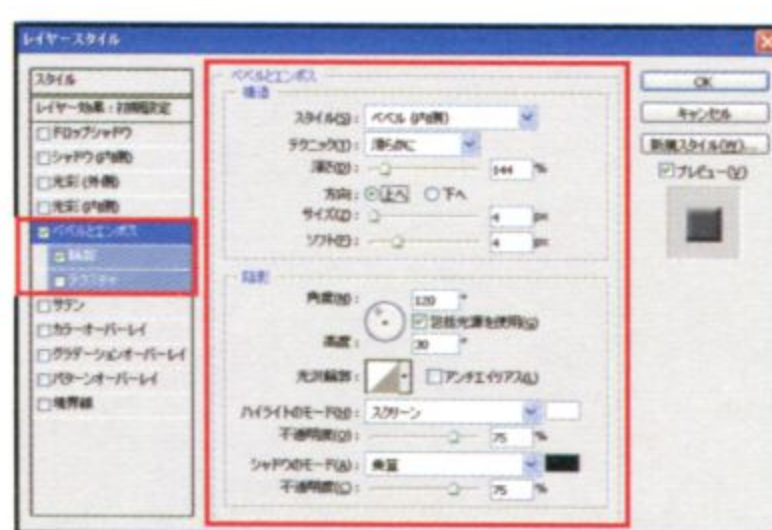 レイヤースタイル
スタイル
レイヤー効果：初期設定
ドロップシャドウ
シャドウ(内側)
光彩(外側)
光彩(内側)
ベベルとエンボス
輪郭
テクスチャ
サテン
カラーオーバーレイ
グラデーションオーバーレイ
パターンオーバーレイ
境界線
ベベルとエンボス
構造
スタイル(S)： ベベル (内側)
テクニック(T)： 滑らかに
深さ(D)： 144 %
方向： 上へ 下へ
サイズ(Z)： 4 px
ソフト(F)： 4 px
陰影
角度(N)： 120 °
包括光源を使用(G)
高度： 30 °
光沢輪郭： アンチエイリアス(L)
ハイライトのモード(H)： スクリーン
不透明度(O)： 75 %
シャドウのモード(A)： 乗算
不透明度(C)： 75 %
OK
キャンセル
新規スタイル(W)...
プレビュー(V)